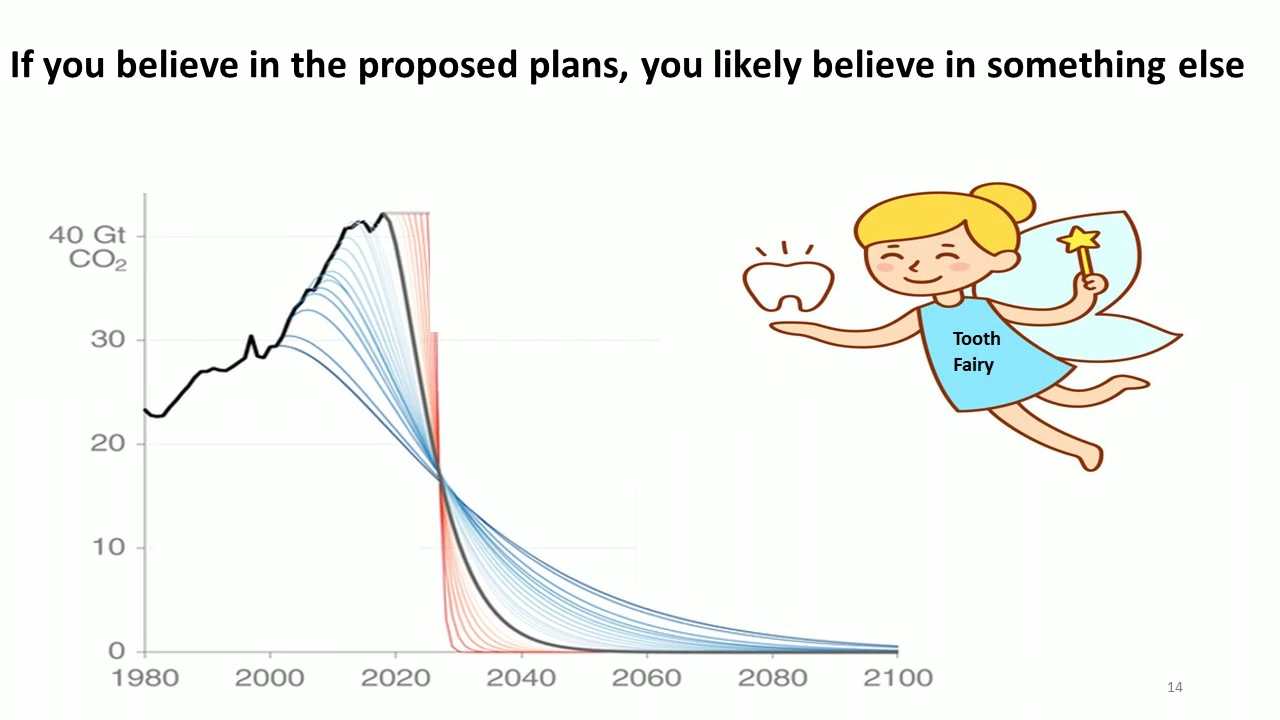 If you believe in the proposed plans, you likely believe in something else
40 Gt
CO₂
30
20
10
0
1980 2000 2020 2040 2060 2080 2100
Tooth
Fairy
14